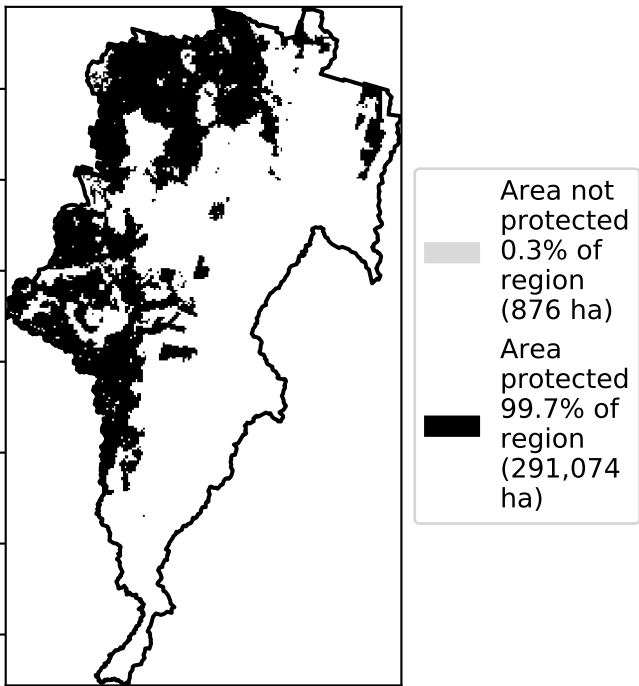 Area not
protected
0.3% of
region
(876 ha)
Area
protected
99.7% of
region
(291,074
ha)